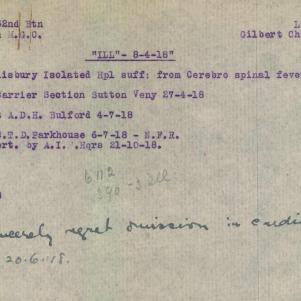 52nd Btn
M.G.O.
Gilbert Ch
"ILL"- 8-4-18"
lisbury Isolated Hpl suff: from Cerebro spinal fever
arrier Section Sutton Veny 27-4-18
A.D.H. Bulford 4-7-18
S.T.D. Parkhouse 6-7-18 - N.F.R.
ert. by A.I. Hqrs 21-10-18.
regret omission in
20.6.18.